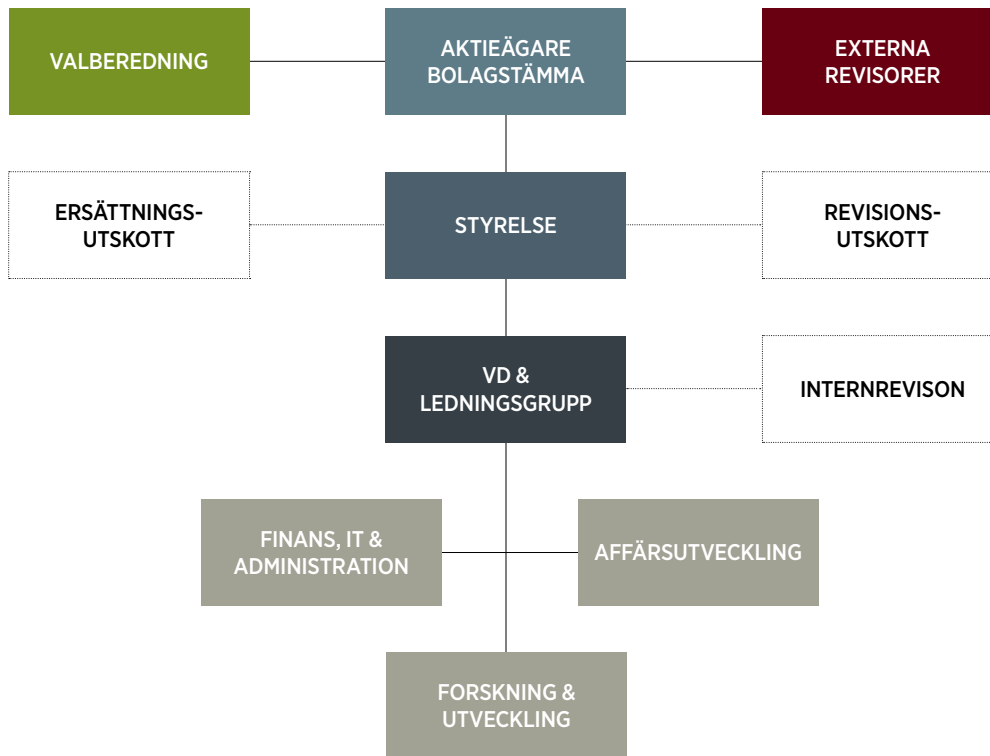 VALBEREDNING
AKTIEÄGARE
BOLAGSTÄMMA
EXTERNA
REVISORER
ERSÄTTNINGS-
UTSKOTT
STYRELSE
REVISIONS-
UTSKOTT
VD &
LEDNINGSGRUPP
INTERNREVISON
FINANS, IT &
ADMINISTRATION
AFFÄRSUTVECKLING
FORSKNING &
UTVECKLING